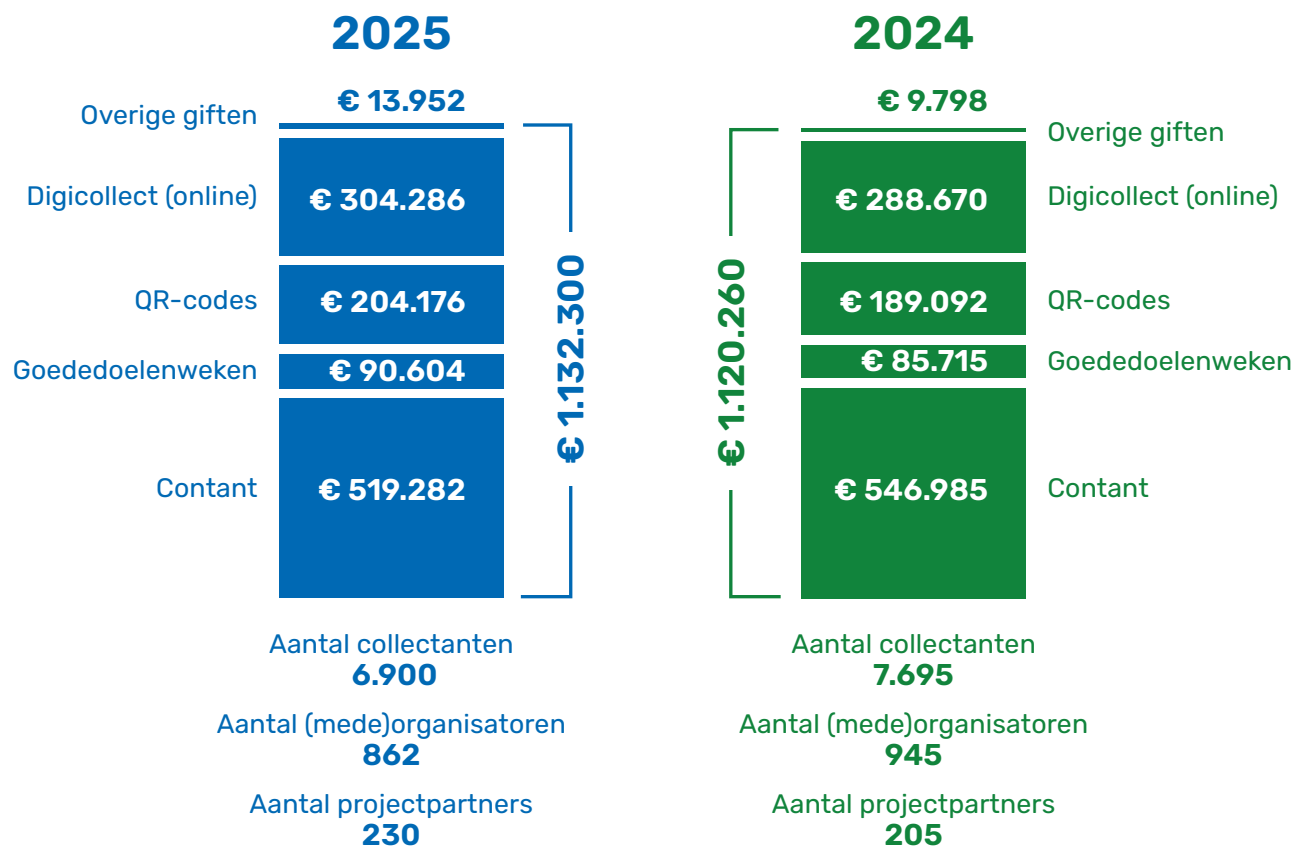 2025
€ 13.952
Overige giften
Digicollect (online)
€ 304.286
QR-codes
€ 204.176
Goededoelenweken
€ 90.604
Contant
€ 519.282
€ 1.132.300
Aantal collectanten
6.900
Aantal (mede)organisatoren
862
Aantal projectpartners
230
2024
€ 9.798
Overige giften
€ 288.670
Digicollect (online)
€ 189.092
QR-codes
€ 85.715
Goededoelenweken
€ 546.985
Contant
€ 1.120.260
Aantal collectanten
7.695
Aantal (mede)organisatoren
945
Aantal projectpartners
205